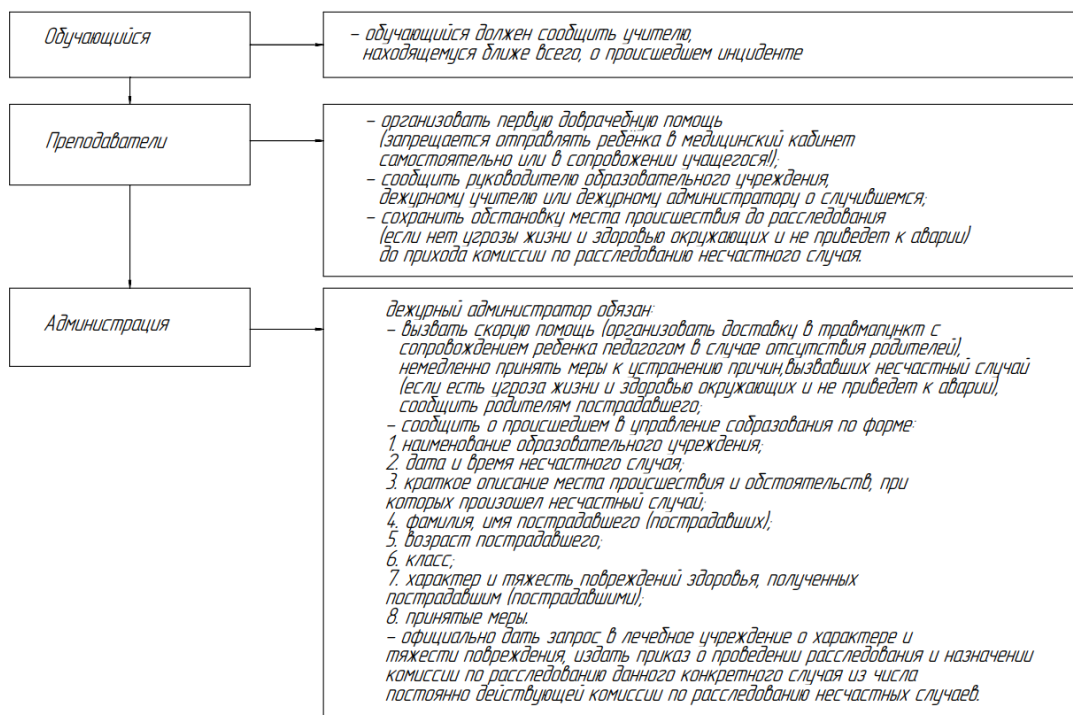 Обучающийся
– обучающийся должен сообщить учителю,
находящемуся ближе всего, о происшедшем инциденте
Преподаватели
– организовать первую доврачебную помощь
(запрещается отправлять ребёнка в медицинский кабинет
самостоятельно или в сопровожении учащегося!);
– сообщить руководителю образовательного учреждения,
дежурному учителю или дежурному администратору о случившемся;
– сохранить обстановку места происшествия до расследования
(если нет угрозы жизни и здоровью окружающих и не приведет к аварии)
до прихода комиссии по расследованию несчастного случая.
Администрация
дежурный администратор обязан:
– вызвать скорую помощь (организовать доставку в травмапункт с
сопровождением ребенка педагогом в случае отсутствия родителей),
немедленно принять меры к устранению причин,вызвавших несчастный случай
(если есть угроза жизни и здоровью окружающих и не приведет к аварии),
сообщить родителям пострадавшего;
– сообщить о происшедшем в управление собразования по форме:
1. наименование образовательного учреждения;
2. дата и время несчастного случая;
3. краткое описание места происшествия и обстоятельств, при
которых произошел несчастный случай;
4. фамилия, имя пострадавшего (пострадавших);
5. возраст пострадавшего;
6. класс;
7. характер и тяжесть повреждений здоровья, полученных
пострадавшим (пострадавшими);
8. принятые меры.
– официально дать запрос в лечебное учреждение о характере и
тяжести повреждения, издать приказ о проведении расследования и назначении
комиссии по расследованию данного конкретного случая из числа
постоянно действующей комиссии по расследованию несчастных случаев.